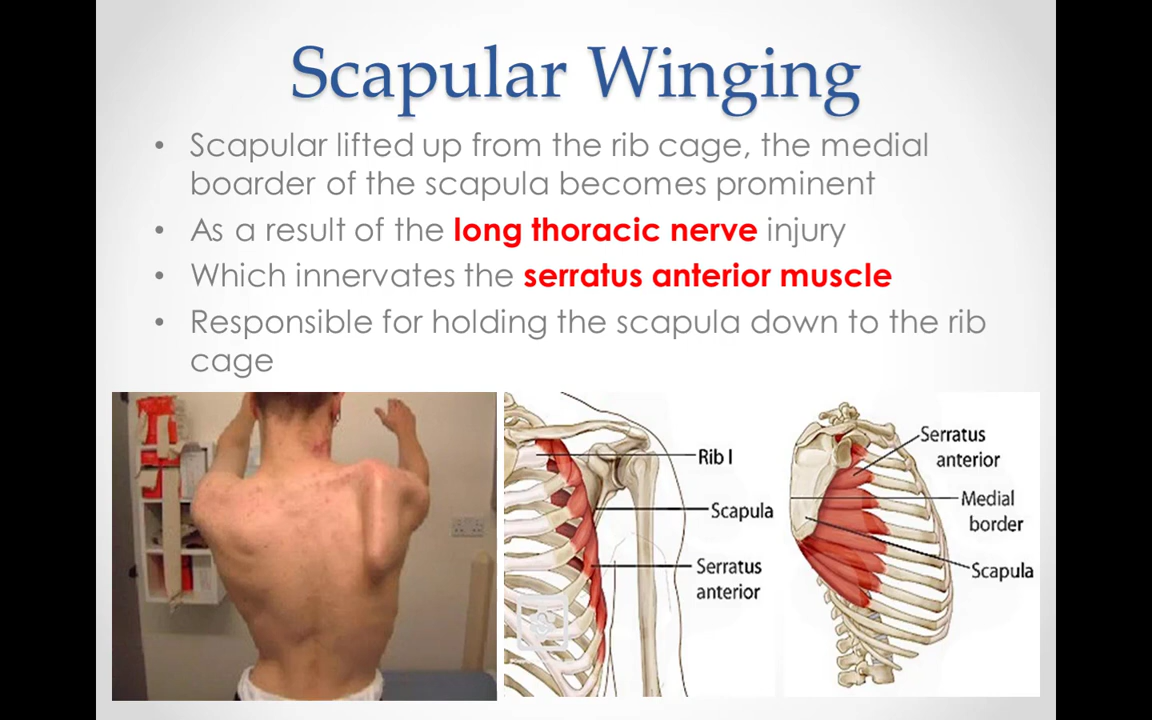 Scapular Winging
• Scapular lifted up from the rib cage, the medial
boarder of the scapula becomes prominent
• As a result of the long thoracic nerve injury
• Which innervates the serratus anterior muscle
• Responsible for holding the scapula down to the rib
cage
Rib I
Scapula
Serratus
anterior
Serratus
anterior
Medial
border
Scapula